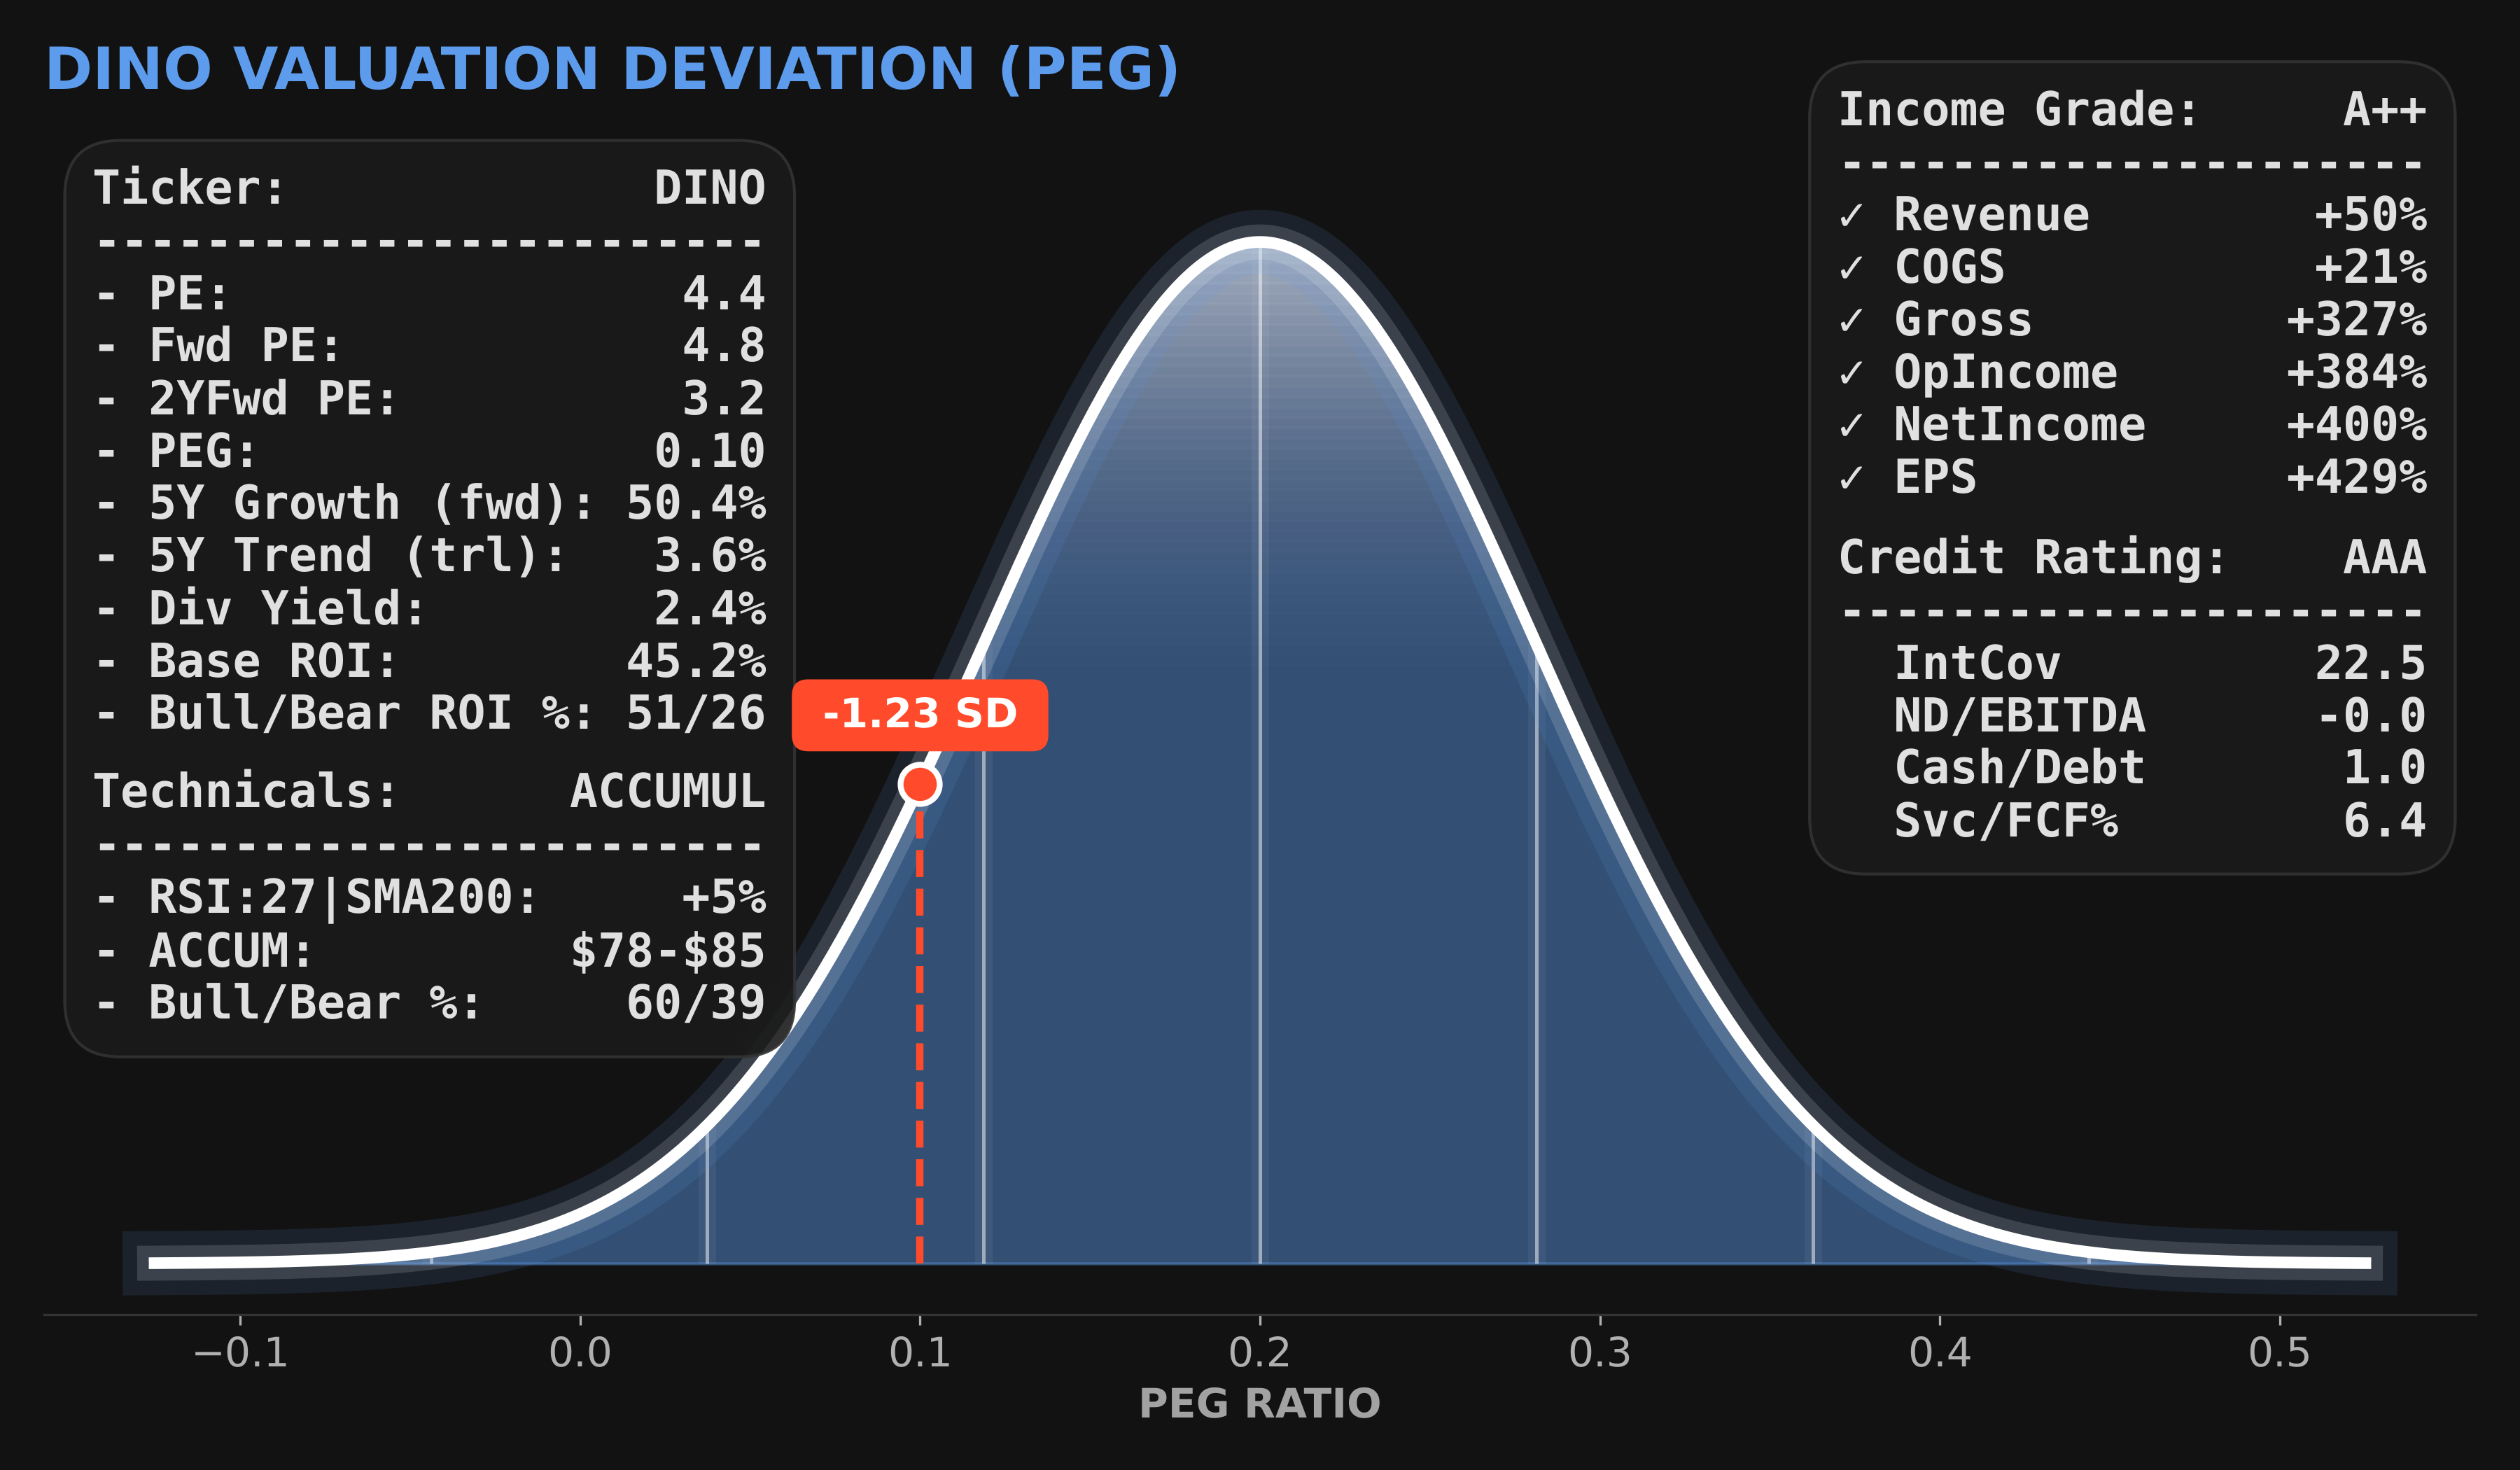 DINO VALUATION DEVIATION (PEG)
Ticker: DINO
--------------------------
- PE: 4.4
- Fwd PE: 4.8
- 2YFwd PE: 3.2
- PEG: 0.10
- 5Y Growth (fwd): 50.4%
- 5Y Trend (trl): 3.6%
- Div Yield: 2.4%
- Base ROI: 45.2%
- Bull/Bear ROI %: 51/26
Technicals: ACCUMUL
--------------------------
- RSI:27|SMA200: +5%
- ACCUM: $78-$85
- Bull/Bear %: 60/39
-1.23 SD
Income Grade: A++
---------------------
✓ Revenue +50%
✓ COGS +21%
✓ Gross +327%
✓ OpIncome +384%
✓ NetIncome +400%
✓ EPS +429%
Credit Rating: AAA
---------------------
IntCov 22.5
ND/EBITDA -0.0
Cash/Debt 1.0
Svc/FCF% 6.4
−0.1 0.0 0.1 0.2 0.3 0.4 0.5
PEG RATIO